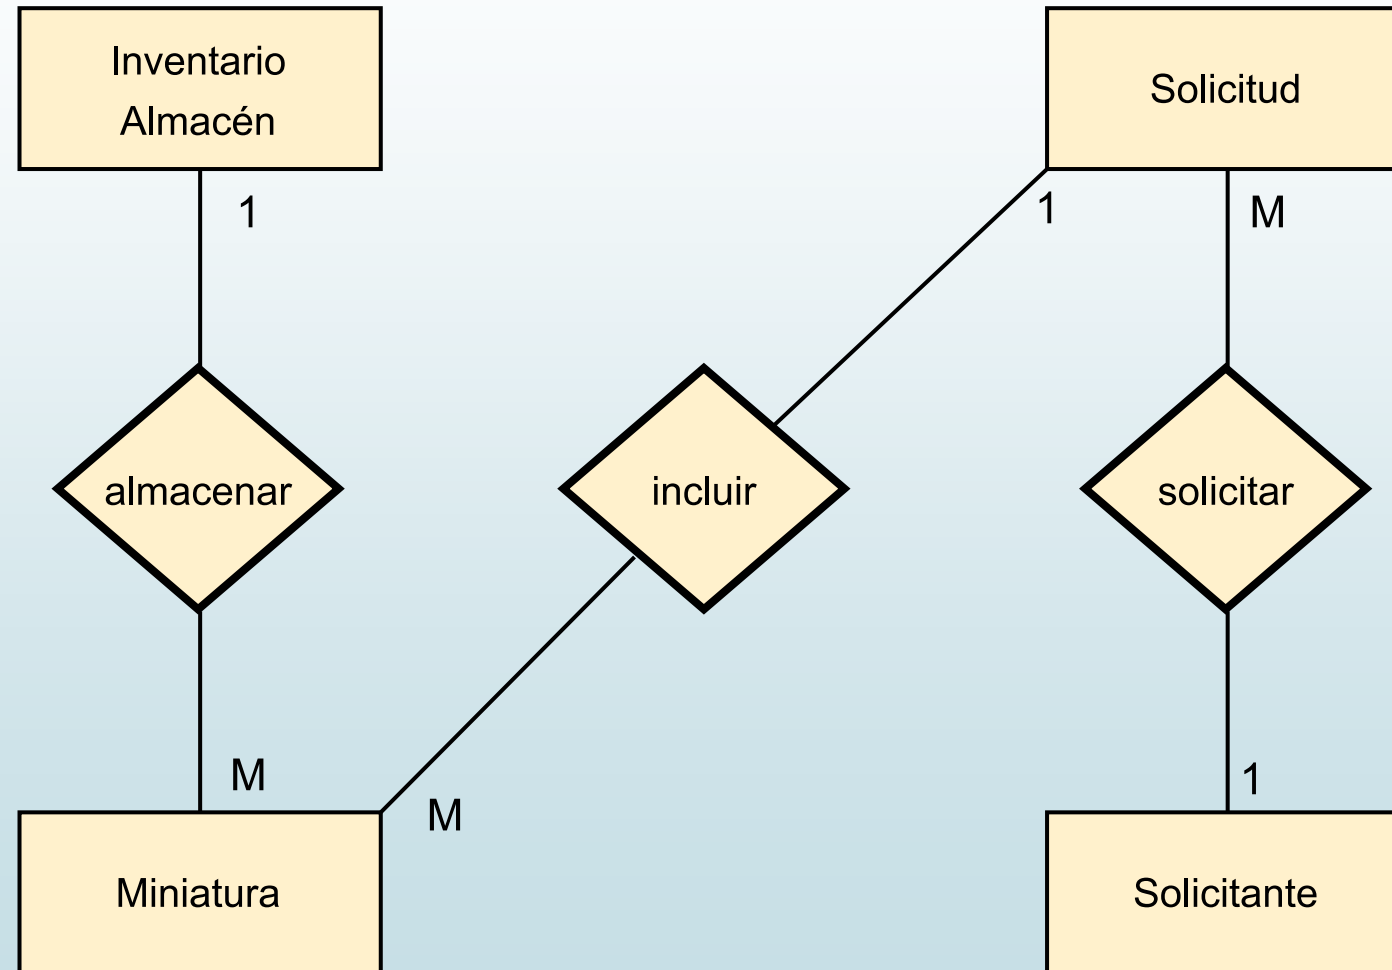 Inventario
Almacén
Solicitud
1
1
M
almacenar
incluir
solicitar
M
M
1
Miniatura
Solicitante